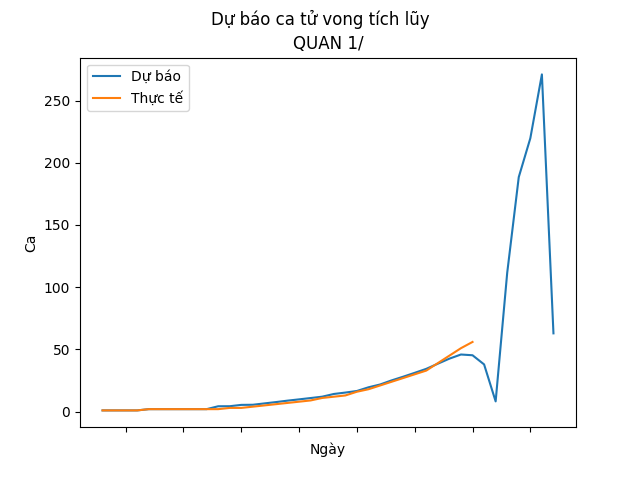 Dự báo ca tử vong tích lũy
QUAN 1/
Dự báo
Thực tế
250
200
150
100
50
0
Ca
Ngày